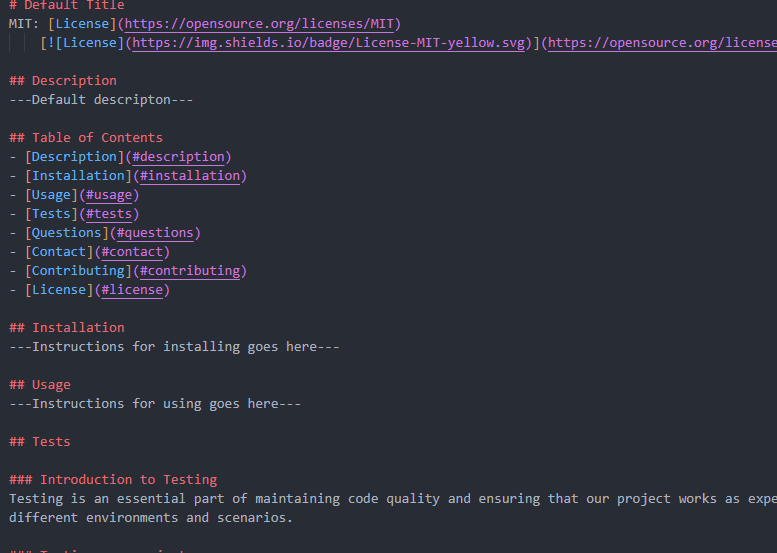 # Default Title
MIT: [License](https://opensource.org/licenses/MIT)
[![License](https://img.shields.io/badge/License-MIT-yellow.svg)](https://opensource.org/license
## Description
---Default descripton---
## Table of Contents
- [Description](#description)
- [Installation](#installation)
- [Usage](#usage)
- [Tests](#tests)
- [Questions](#questions)
- [Contact](#contact)
- [Contributing](#contributing)
- [License](#license)
## Installation
---Instructions for installing goes here---
## Usage
---Instructions for using goes here---
## Tests
### Introduction to Testing
Testing is an essential part of maintaining code quality and ensuring that our project works as expe
different environments and scenarios.